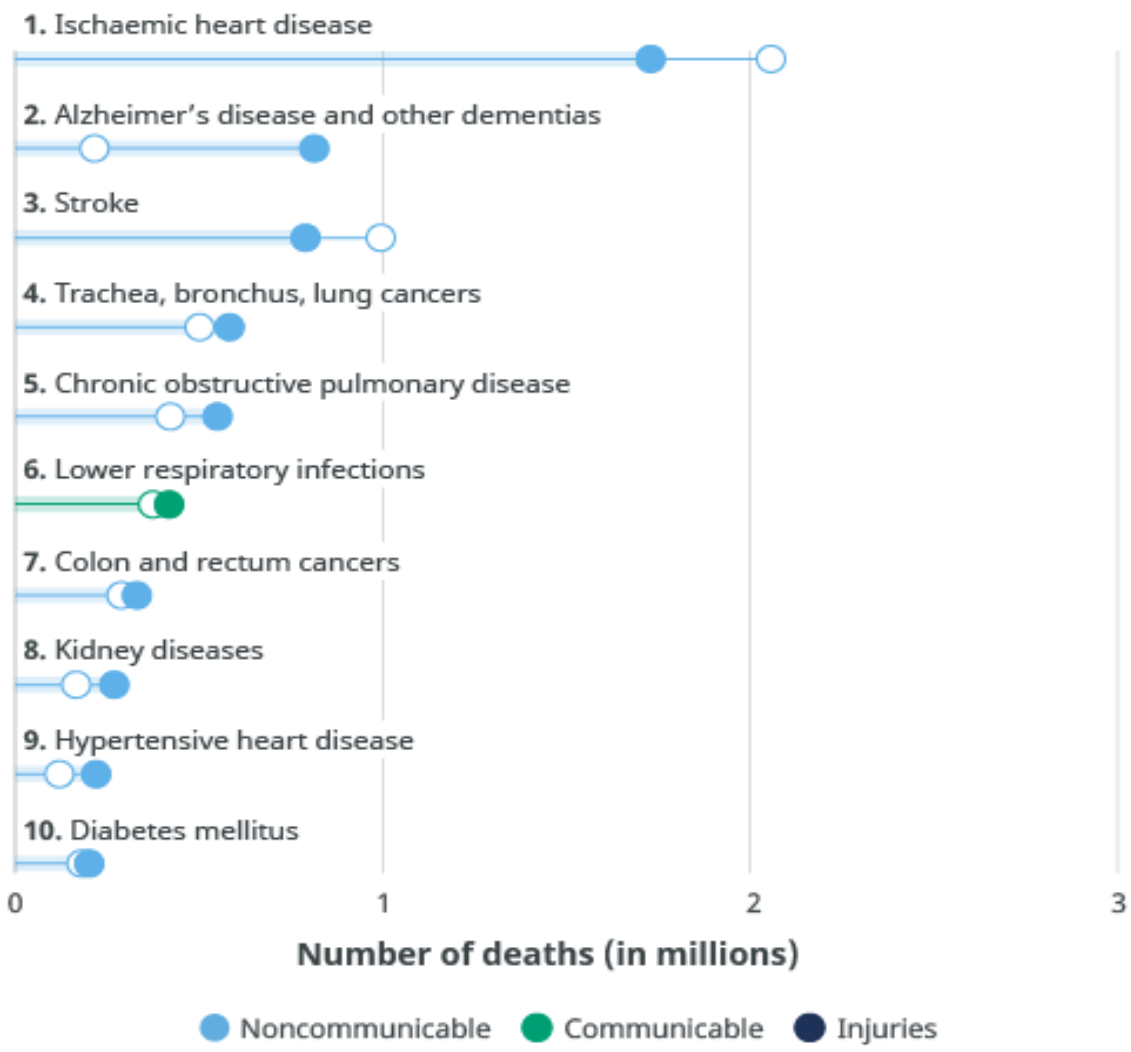 1. Ischaemic heart disease
2. Alzheimer’s disease and other dementias
3. Stroke
4. Trachea, bronchus, lung cancers
5. Chronic obstructive pulmonary disease
6. Lower respiratory infections
7. Colon and rectum cancers
8. Kidney diseases
9. Hypertensive heart disease
10. Diabetes mellitus
0 1 2 3
Number of deaths (in millions)
Noncommunicable Communicable Injuries